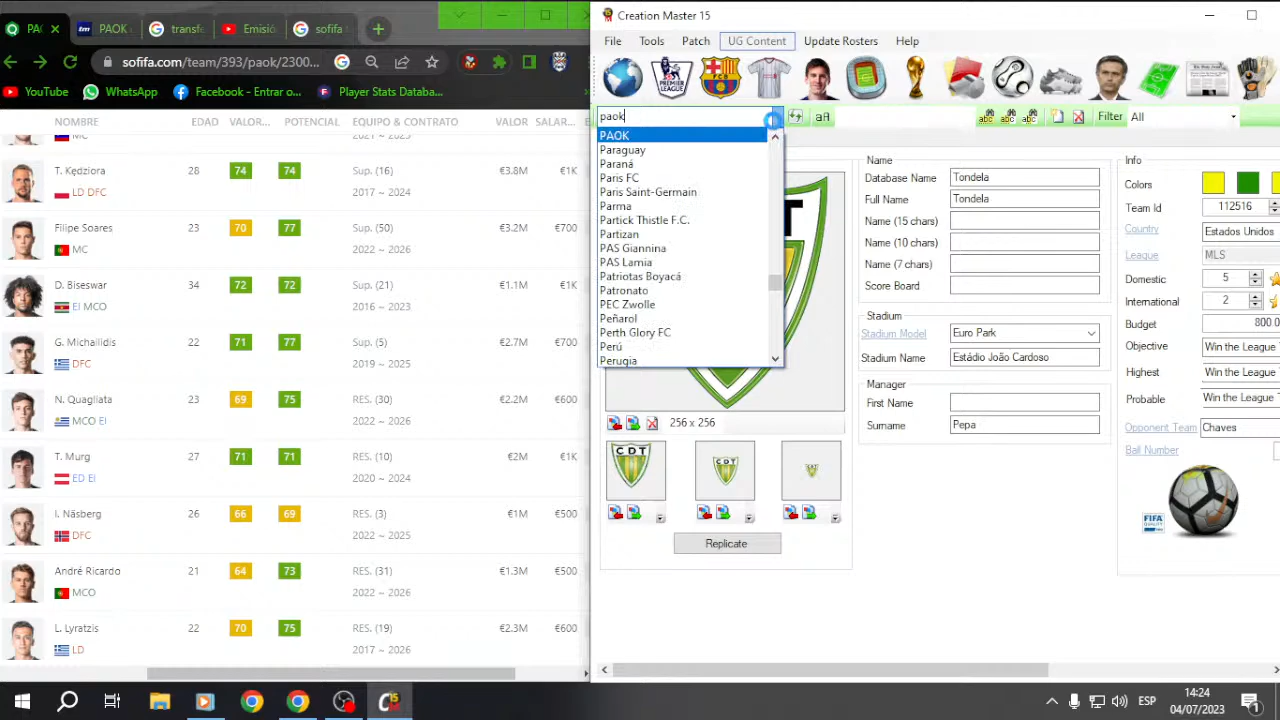 PA
PAOK
transfe
Emisió
sofifa
sofifa.com/team/393/paok/2300...
YouTube
WhatsApp
Facebook - Entrar o...
Player Stats Databa...
NOMBRE EDAD VALOR... POTENCIAL EQUIPO & CONTRATO VALOR SALAR...
MC 2021 ~ 2025
T. Kędziora 28 74 74 Sup. (16) €3.8M €1K
LD DFC 2017 ~ 2024
Filipe Soares 23 70 77 Sup. (50) €3.2M €700
MC 2022 ~ 2026
D. Biseswar 34 72 72 Sup. (21) €1.1M €1K
EI MCO 2016 ~ 2023
G. Michailidis 22 71 77 Sup. (5) €2.7M €700
DFC 2019 ~ 2025
N. Quagliata 23 69 75 RES. (30) €2.2M €600
MCO EI 2022 ~ 2026
T. Murg 27 71 71 RES. (10) €2M €1K
ED EI 2020 ~ 2024
I. Näsberg 26 66 69 RES. (3) €1M €500
DFC 2022 ~ 2025
André Ricardo 21 64 73 RES. (31) €1.3M €500
MCO 2022 ~ 2026
L. Lyratzis 22 70 75 RES. (19) €2.3M €600
LD 2017 ~ 2026
Creation Master 15
File Tools Patch UG Content Update Rosters Help
paok
Filter All
PAOK
Paraguay
Paraná
Paris FC
Paris Saint-Germain
Parma
Partick Thistle F.C.
Partizan
PAS Giannina
PAS Lamia
Patriotas Boyacá
Patronato
PEC Zwolle
Peñarol
Perth Glory FC
Perú
Perugia
256 x 256
CDT
Replicate
Name
Database Name Tondela
Full Name Tondela
Name (15 chars)
Name (10 chars)
Name (7 chars)
Score Board
Stadium
Stadium Model Euro Park
Stadium Name Estádio João Cardoso
Manager
First Name
Surname Pepa
Info
Colors
Team Id 112516
Country Estados Unidos
League MLS
Domestic 5
International 2
Budget 800.0
Objective Win the League T
Highest Win the League T
Probable Win the League T
Opponent Team Chaves
Ball Number
FIFA
ESP
14:24
04/07/2023
1